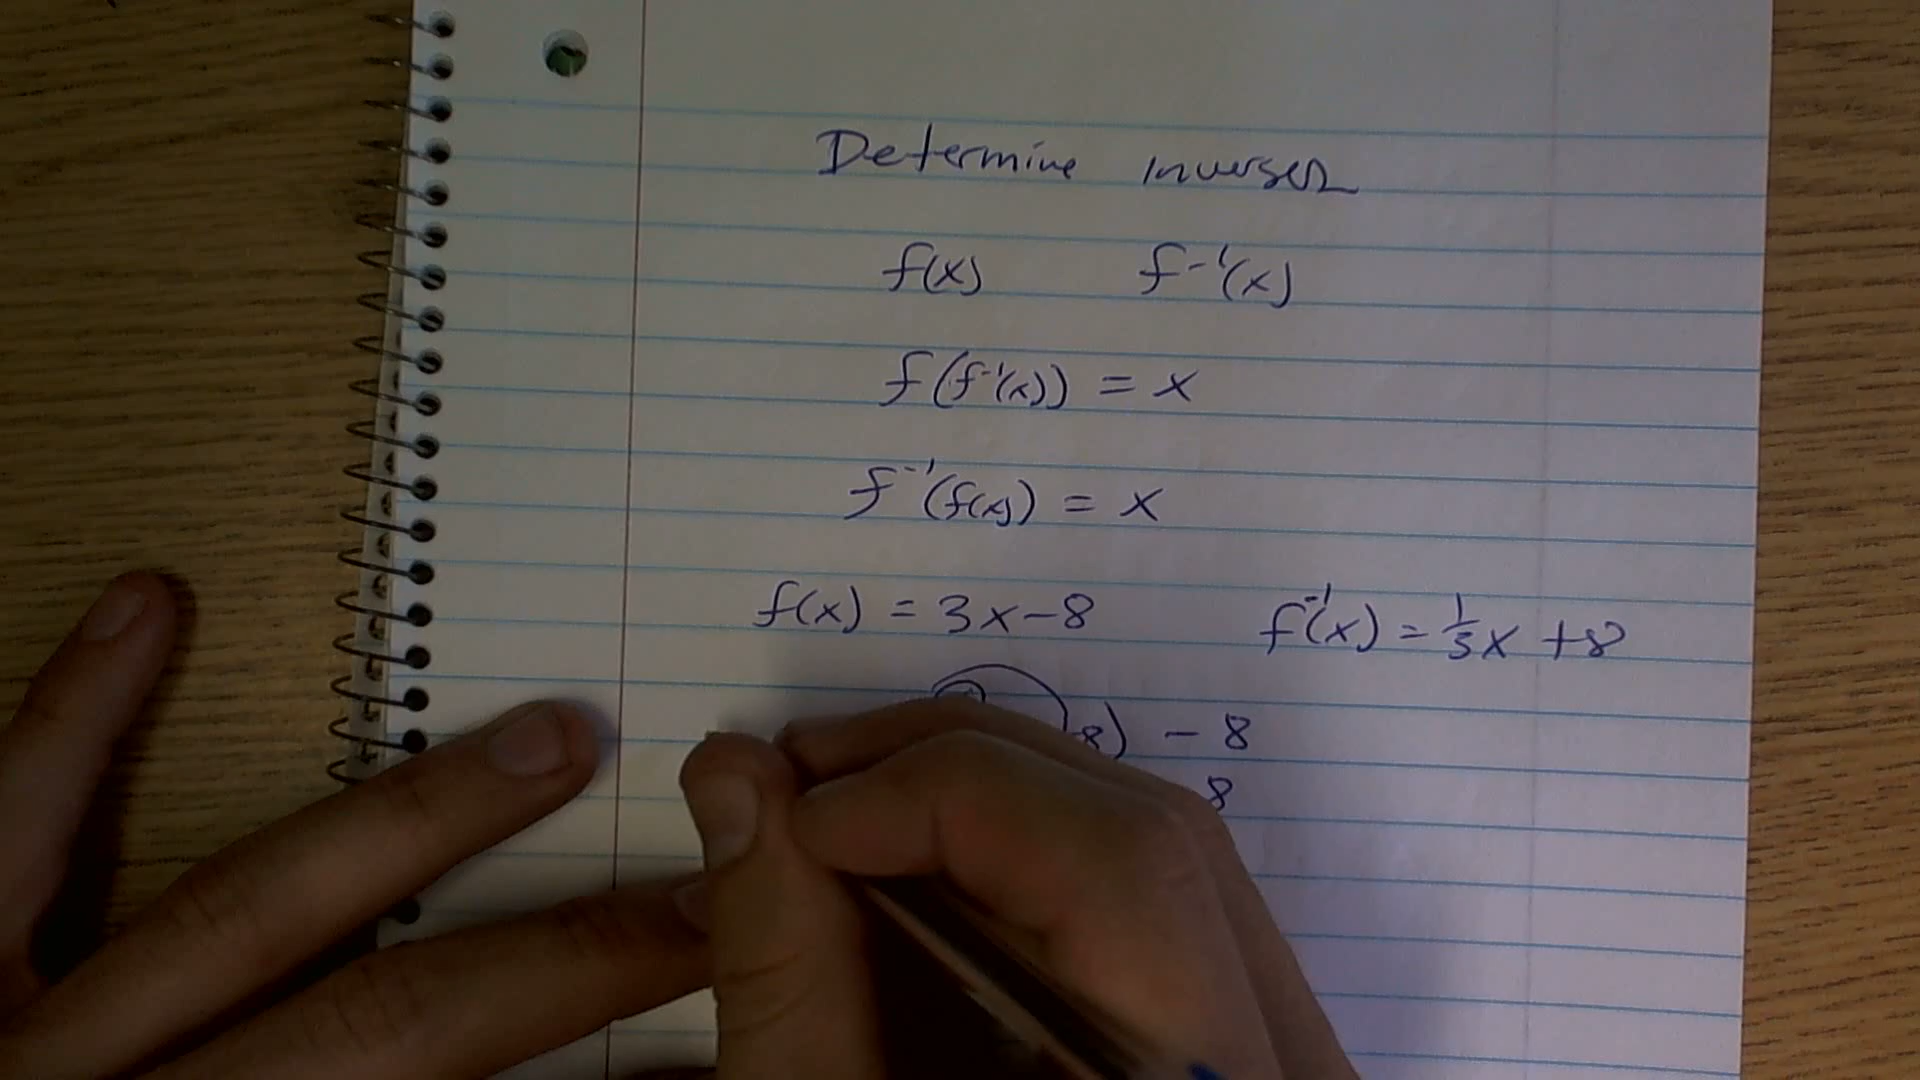 Determine Inverses
f(x) f⁻¹(x)
f(f⁻¹(x)) = x
f⁻¹(f(x)) = x
f(x) = 3x-8 f⁻¹(x) = 1/3x +8
8) - 8
8